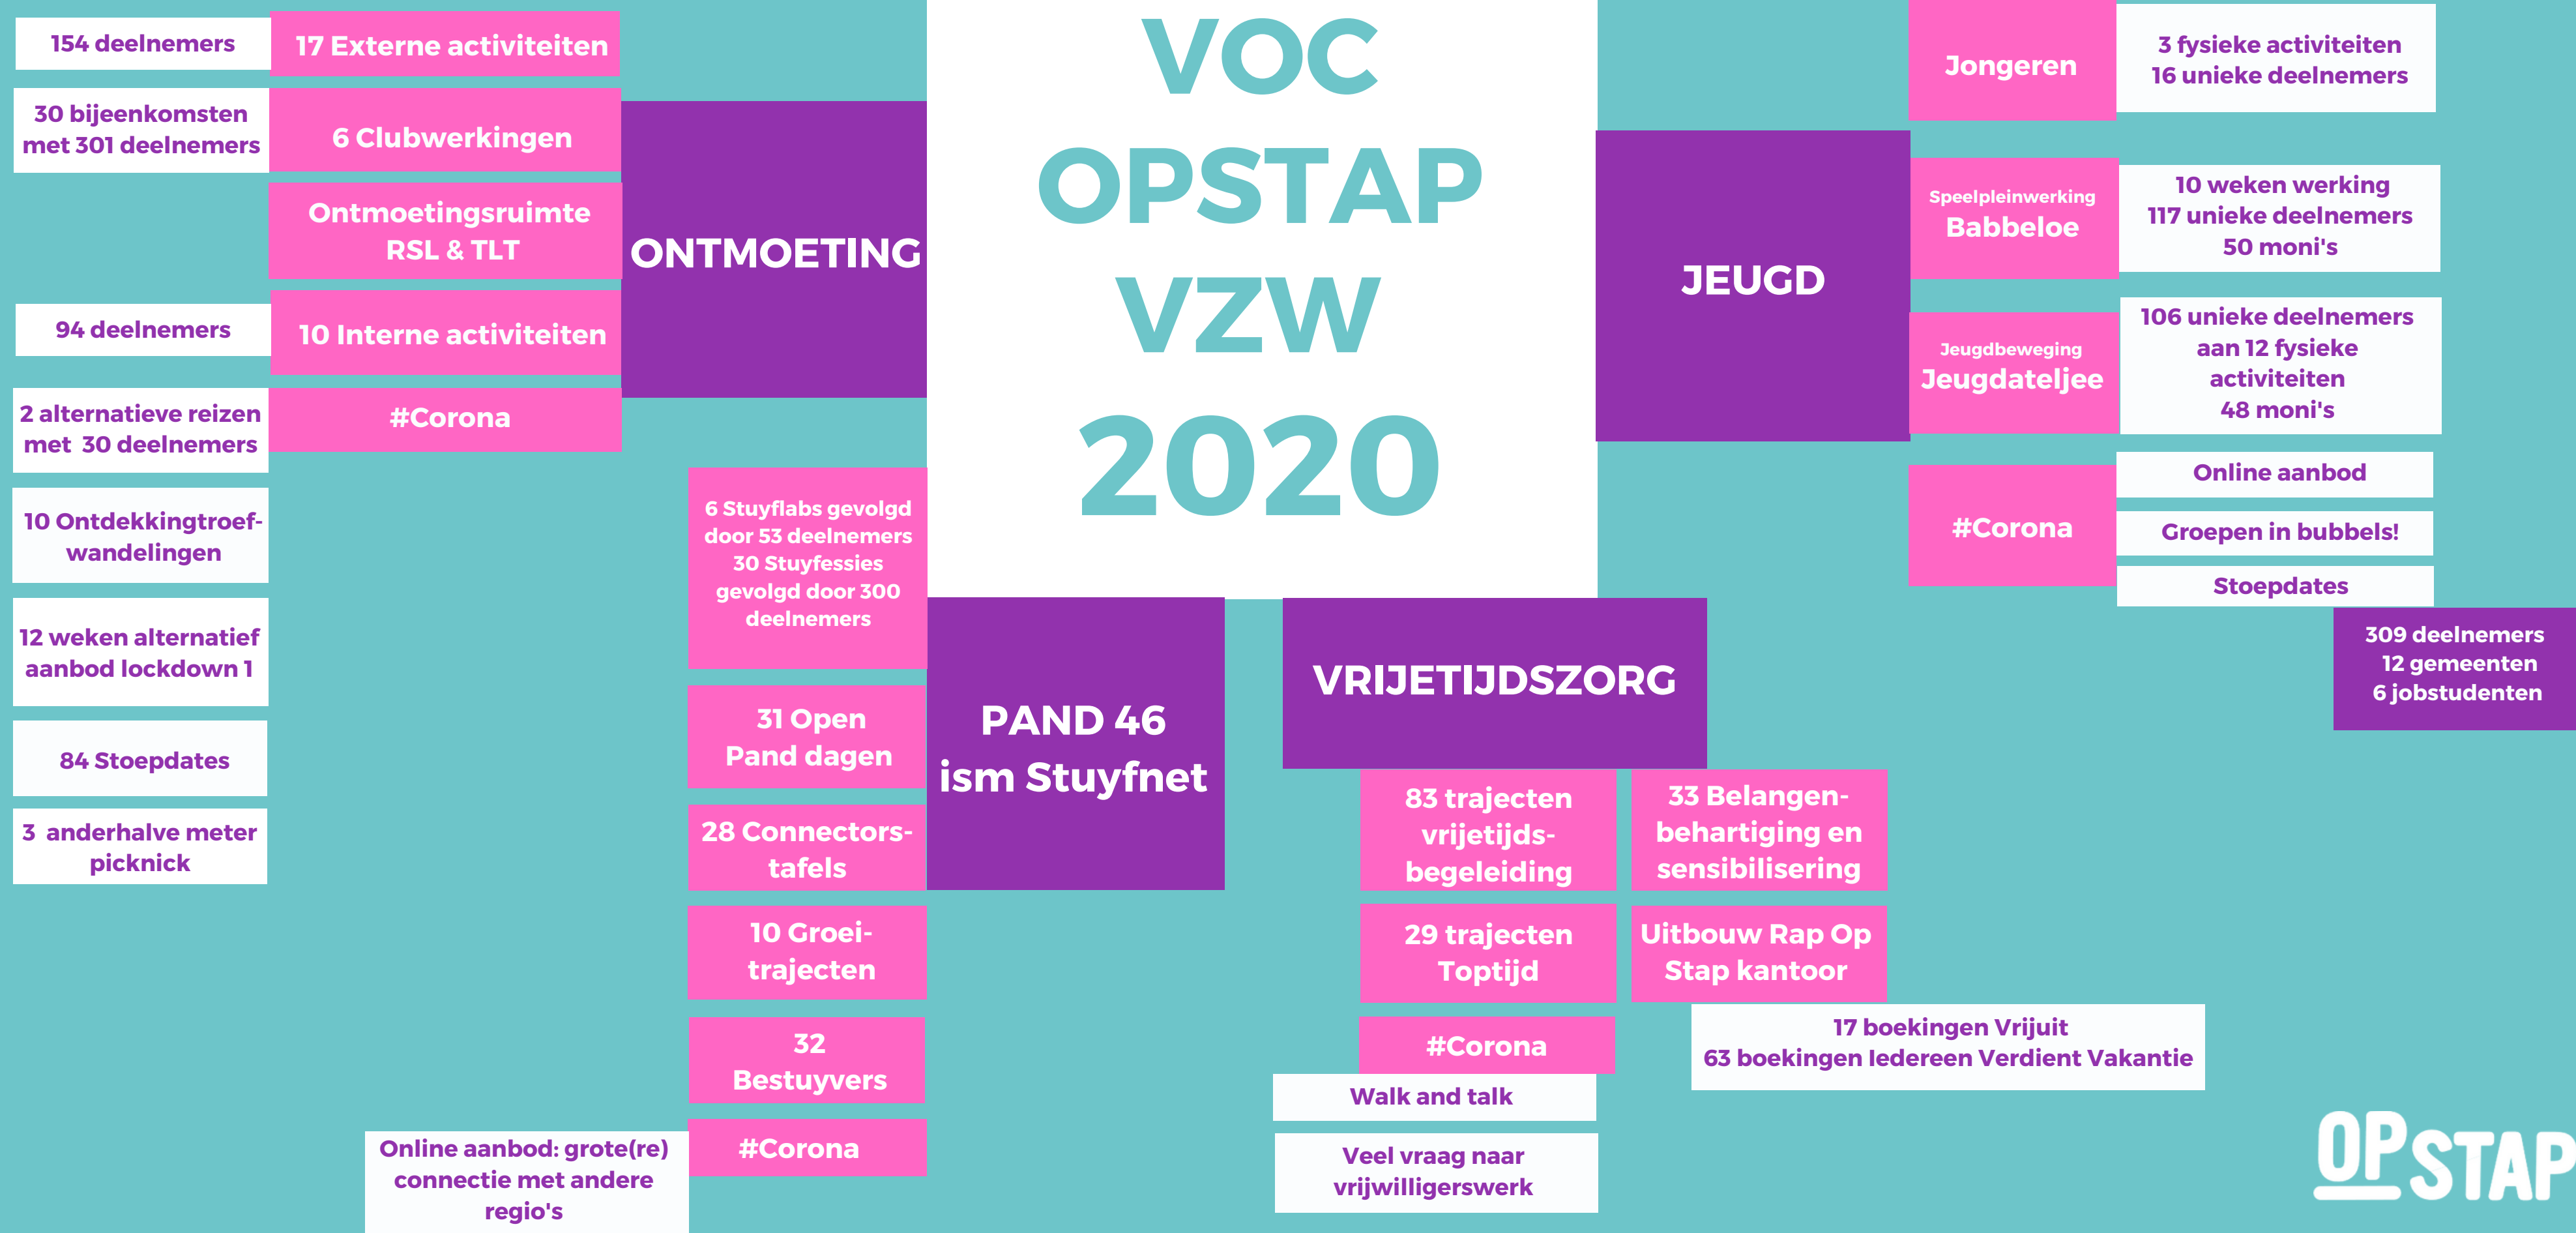 VOC
OPSTAP
VZW
2020
ONTMOETING
17 Externe activiteiten
154 deelnemers
6 Clubwerkingen
30 bijeenkomsten
met 301 deelnemers
Ontmoetingsruimte
RSL & TLT
10 Interne activiteiten
94 deelnemers
#Corona
2 alternatieve reizen
met 30 deelnemers
10 Ontdekkingtroef-
wandelingen
12 weken alternatief
aanbod lockdown 1
84 Stoepdates
3 anderhalve meter
picknick
PAND 46
ism Stuyfnet
6 Stuyflabs gevolgd
door 53 deelnemers
30 Stuyfessies
gevolgd door 300
deelnemers
31 Open
Pand dagen
28 Connectors-
tafels
10 Groei-
trajecten
32
Bestuyvers
#Corona
Online aanbod: grote(re)
connectie met andere
regio's
VRIJETIJDSZORG
83 trajecten
vrijetijds-
begeleiding
29 trajecten
Toptijd
#Corona
Walk and talk
Veel vraag naar
vrijwilligerswerk
33 Belangen-
behartiging en
sensibilisering
Uitbouw Rap Op
Stap kantoor
17 boekingen Vrijuit
63 boekingen Iedereen Verdient Vakantie
JEUGD
Jongeren
3 fysieke activiteiten
16 unieke deelnemers
Speelpleinwerking
Babbeloe
10 weken werking
117 unieke deelnemers
50 moni's
Jeugdbeweging
Jeugdateljee
106 unieke deelnemers
aan 12 fysieke
activiteiten
48 moni's
#Corona
Online aanbod
Groepen in bubbels!
Stoepdates
309 deelnemers
12 gemeenten
6 jobstudenten
OPSTAP